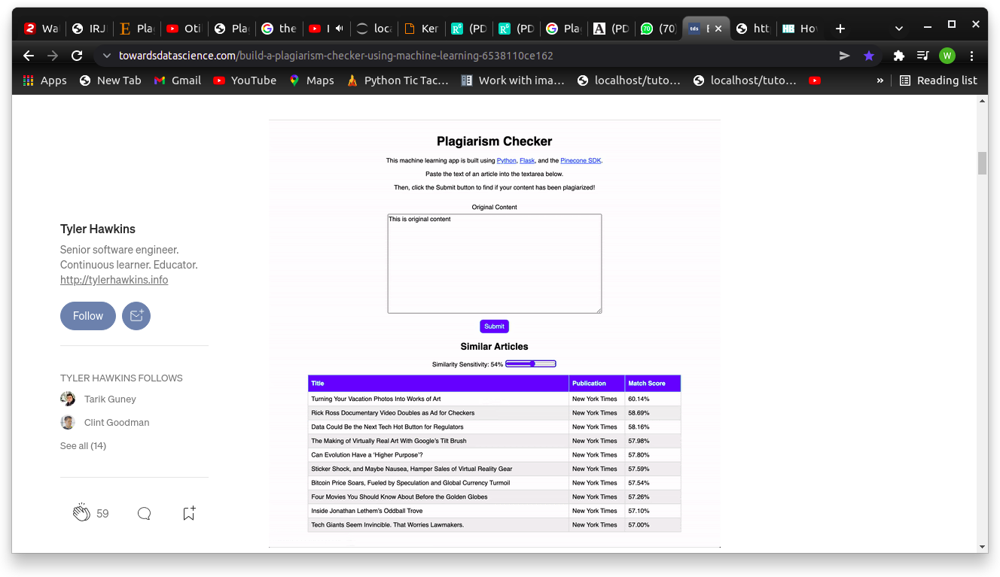 Wa
IRJ
Pla
Oti
Pla
the
loca
Ker
(PD
(PD
Pla
(PD
(70)
http
Ho
towardsdatascience.com/build-a-plagiarism-checker-using-machine-learning-6538110ce162
W
Apps New Tab Gmail YouTube Maps Python Tic Tac... Work with ima... localhost/tuto... localhost/tuto... » Reading list
Plagiarism Checker
This machine learning app is built using Python, Flask, and the Pinecone SDK.
Paste the text of an article into the textarea below.
Then, click the Submit button to find if your content has been plagiarized!
Original Content
This is original content
Submit
Similar Articles
Similarity Sensitivity: 54%
Title Publication Match Score
Turning Your Vacation Photos Into Works of Art New York Times 60.14%
Rick Ross Documentary Video Doubles as Ad for Checkers New York Times 58.69%
Data Could Be the Next Tech Hot Button for Regulators New York Times 58.16%
The Making of Virtually Real Art With Google's Tilt Brush New York Times 57.98%
Can Evolution Have a 'Higher Purpose'? New York Times 57.80%
Sticker Shock, and Maybe Nausea, Hamper Sales of Virtual Reality Gear New York Times 57.59%
Bitcoin Price Soars, Fueled by Speculation and Global Currency Turmoil New York Times 57.54%
Four Movies You Should Know About Before the Golden Globes New York Times 57.26%
Inside Jonathan Lethem's Oddball Trove New York Times 57.10%
Tech Giants Seem Invincible. That Worries Lawmakers. New York Times 57.00%
Tyler Hawkins
Senior software engineer.
Continuous learner. Educator.
http://tylerhawkins.info
Follow
TYLER HAWKINS FOLLOWS
Tarik Guney
Clint Goodman
See all (14)
59